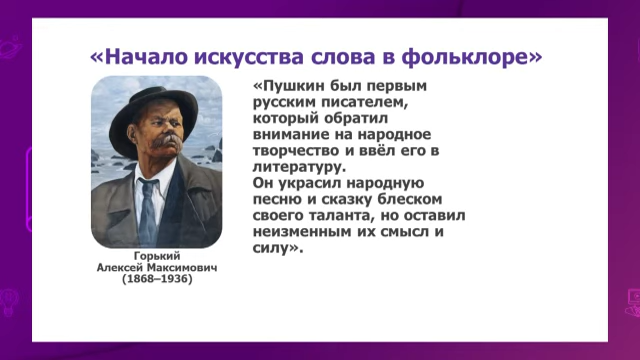 «Начало искусства слова в фольклоре»
«Пушкин был первым
русским писателем,
который обратил
внимание на народное
творчество и ввёл его в
литературу.
Он украсил народную
песню и сказку блеском
своего таланта, но оставил
неизменным их смысл и
силу».
Горький
Алексей Максимович
(1868–1936)